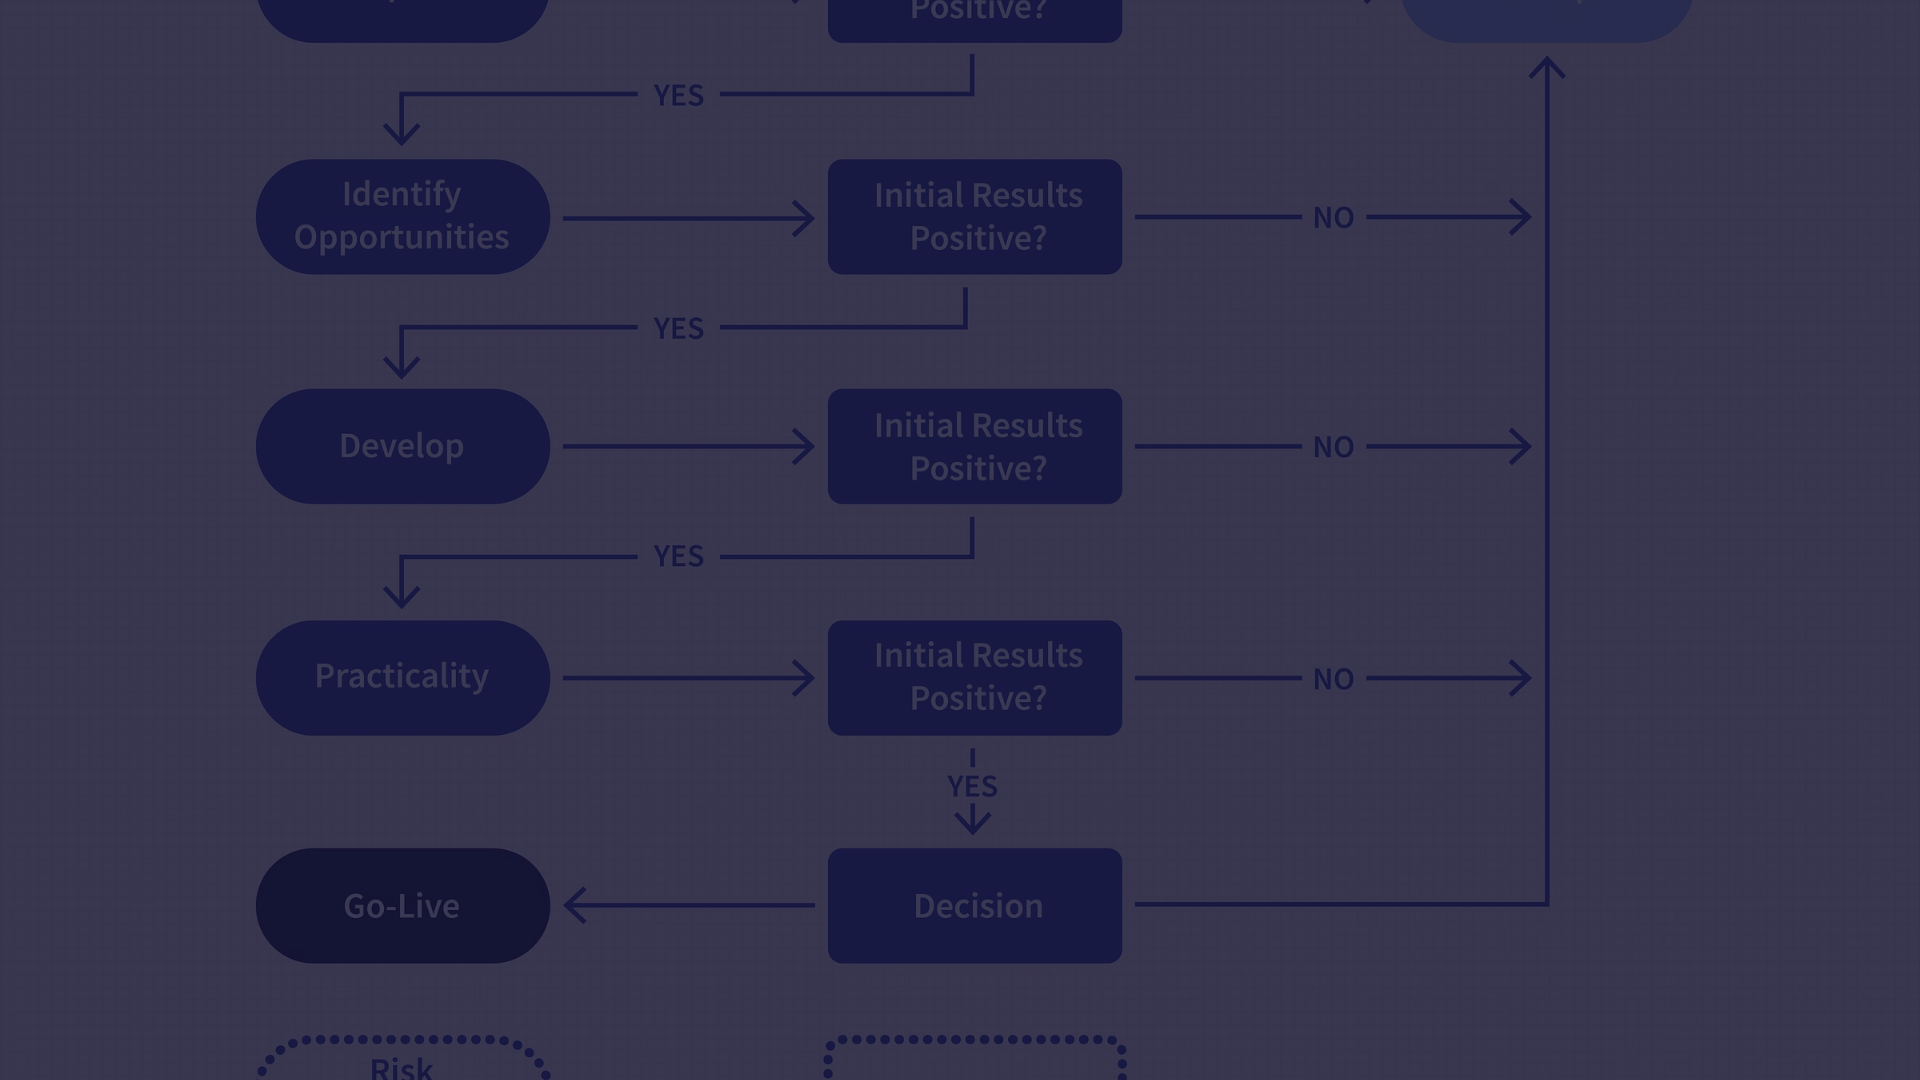 Positive?
YES
Identify
Opportunities
Initial Results
Positive?
NO
YES
Develop
Initial Results
Positive?
NO
YES
Practicality
Initial Results
Positive?
NO
YES
Go-Live
Decision
Risk